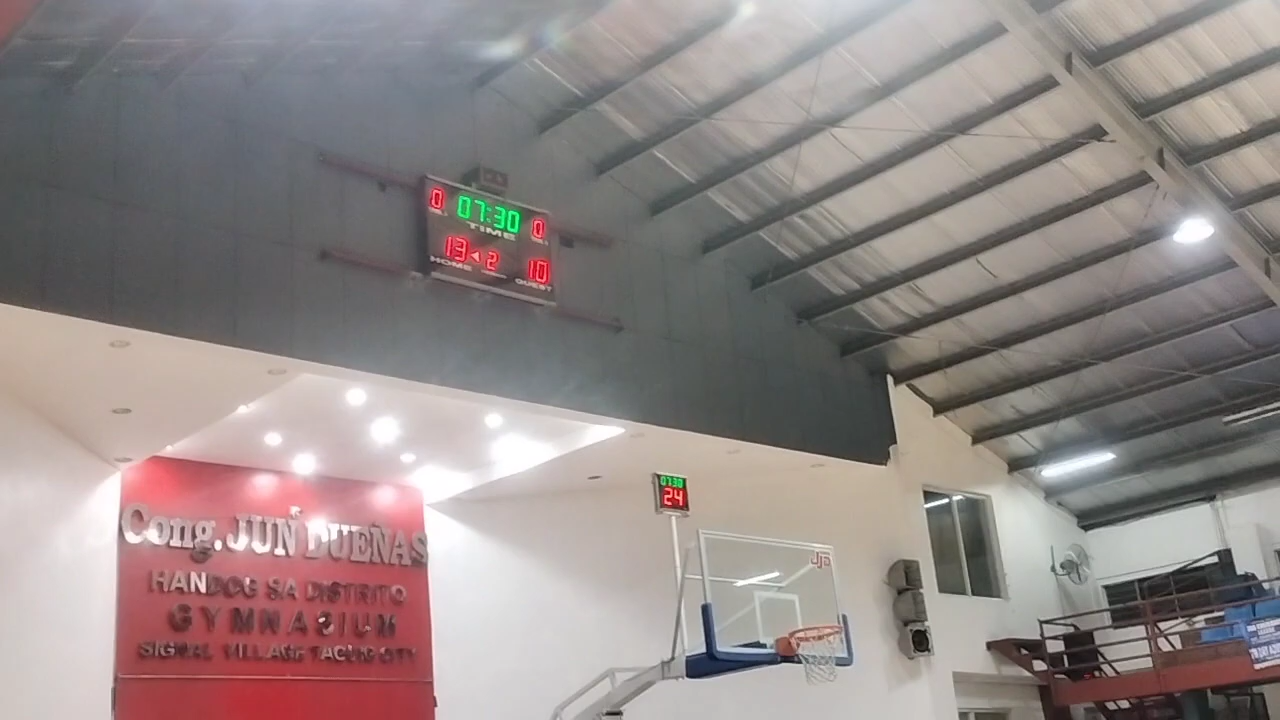 0 07:30 0
TIME
13 2 10
HOME GUEST
07:30
24
JJD
Cong. JUN DUEÑAS
HANDOG SA DISTRITO
GYMNASIUM
SIGNAL VILLAGE TAGUIG CITY